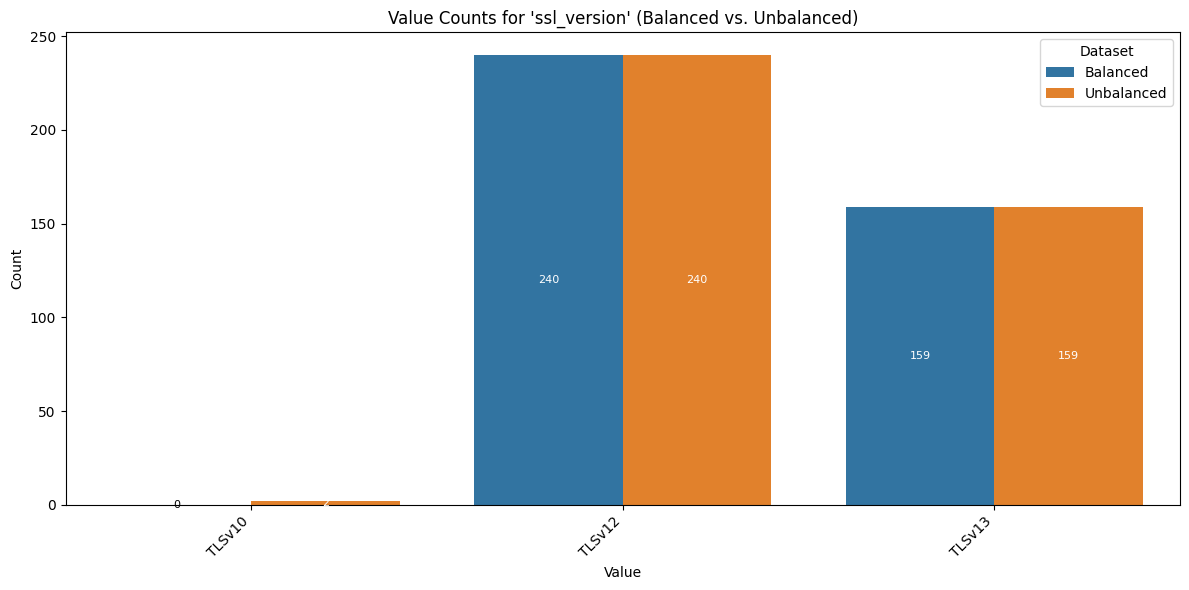 Value Counts for 'ssl_version' (Balanced vs. Unbalanced)
Dataset
Balanced
Unbalanced
Count
250
200
150
100
50
0
240
240
159
159
0
2
TLSv10
TLSv12
TLSv13
Value